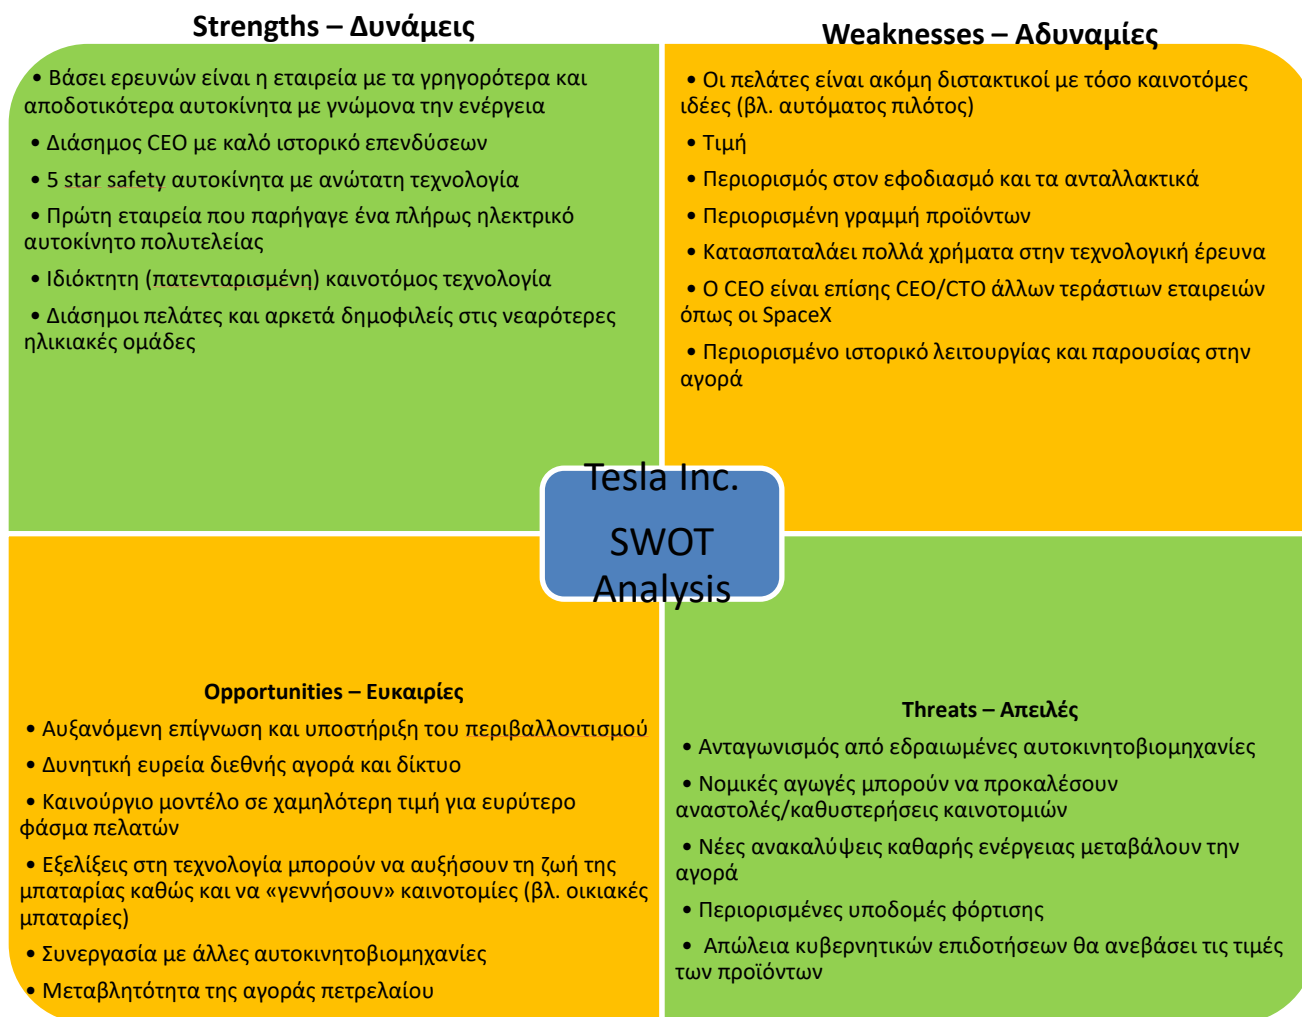 Strengths – Δυνάμεις
• Βάσει ερευνών είναι η εταιρεία με τα γρηγορότερα και
αποδοτικότερα αυτοκίνητα με γνώμονα την ενέργεια
• Διάσημος CEO με καλό ιστορικό επενδύσεων
• 5 star safety αυτοκίνητα με ανώτατη τεχνολογία
• Πρώτη εταιρεία που παρήγαγε ένα πλήρως ηλεκτρικό
αυτοκίνητο πολυτελείας
• Ιδιόκτητη (πατενταρισμένη) καινοτόμος τεχνολογία
• Διάσημοι πελάτες και αρκετά δημοφιλείς στις νεαρότερες
ηλικιακές ομάδες
Weaknesses – Αδυναμίες
• Οι πελάτες είναι ακόμη διστακτικοί με τόσο καινοτόμες
ιδέες (βλ. αυτόματος πιλότος)
• Τιμή
• Περιορισμός στον εφοδιασμό και τα ανταλλακτικά
• Περιορισμένη γραμμή προϊόντων
• Κατασπαταλάει πολλά χρήματα στην τεχνολογική έρευνα
• Ο CEO είναι επίσης CEO/CTO άλλων τεράστιων εταιρειών
όπως οι SpaceX
• Περιορισμένο ιστορικό λειτουργίας και παρουσίας στην
αγορά
Tesla Inc.
SWOT
Analysis
Opportunities – Ευκαιρίες
• Αυξανόμενη επίγνωση και υποστήριξη του περιβαλλοντισμού
• Δυνητική ευρεία διεθνής αγορά και δίκτυο
• Καινούργιο μοντέλο σε χαμηλότερη τιμή για ευρύτερο
φάσμα πελατών
• Εξελίξεις στη τεχνολογία μπορούν να αυξήσουν τη ζωή της
μπαταρίας καθώς και να «γεννήσουν» καινοτομίες (βλ. οικιακές
μπαταρίες)
• Συνεργασία με άλλες αυτοκινητοβιομηχανίες
• Μεταβλητότητα της αγοράς πετρελαίου
Threats – Απειλές
• Ανταγωνισμός από εδραιωμένες αυτοκινητοβιομηχανίες
• Νομικές αγωγές μπορούν να προκαλέσουν
αναστολές/καθυστερήσεις καινοτομιών
• Νέες ανακαλύψεις καθαρής ενέργειας μεταβάλουν την
αγορά
• Περιορισμένες υποδομές φόρτισης
• Απώλεια κυβερνητικών επιδοτήσεων θα ανεβάσει τις τιμές
των προϊόντων